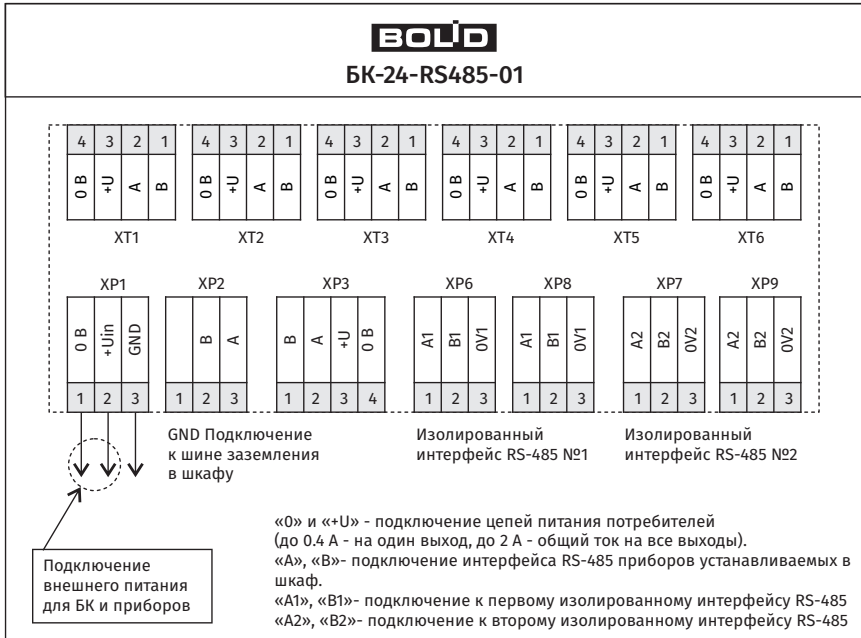 BOLID
БК-24-RS485-01
4 3 2 1 4 3 2 1 4 3 2 1 4 3 2 1 4 3 2 1 4 3 2 1
0 В +U A B 0 В +U A B 0 В +U A B 0 В +U A B 0 В +U A B 0 В +U A B
XT1 XT2 XT3 XT4 XT5 XT6
XP1 XP2 XP3 XP6 XP8 XP7 XP9
0 В +Uin GND B A B A +U 0 В A1 B1 0V1 A1 B1 0V1 A2 B2 0V2 A2 B2 0V2
1 2 3 1 2 3 1 2 3 4 1 2 3 1 2 3 1 2 3 1 2 3
GND Подключение
к шине заземления
в шкафу
Изолированный
интерфейс RS-485 №1
Изолированный
интерфейс RS-485 №2
Подключение
внешнего питания
для БК и приборов
«0» и «+U» - подключение цепей питания потребителей
(до 0.4 А - на один выход, до 2 А - общий ток на все выходы).
«А», «В»- подключение интерфейса RS-485 приборов устанавливаемых в
шкаф.
«А1», «В1»- подключение к первому изолированному интерфейсу RS-485
«А2», «В2»- подключение к второму изолированному интерфейсу RS-485